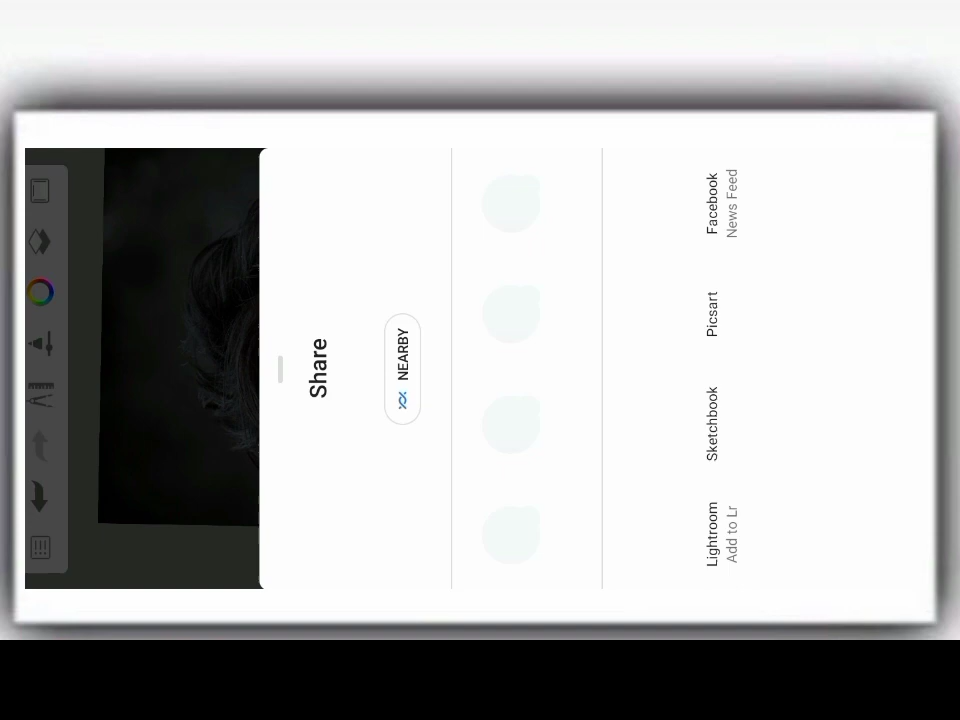 Share
NEARBY
Lightroom
Add to Lr
Sketchbook
Picsart
Facebook
News Feed